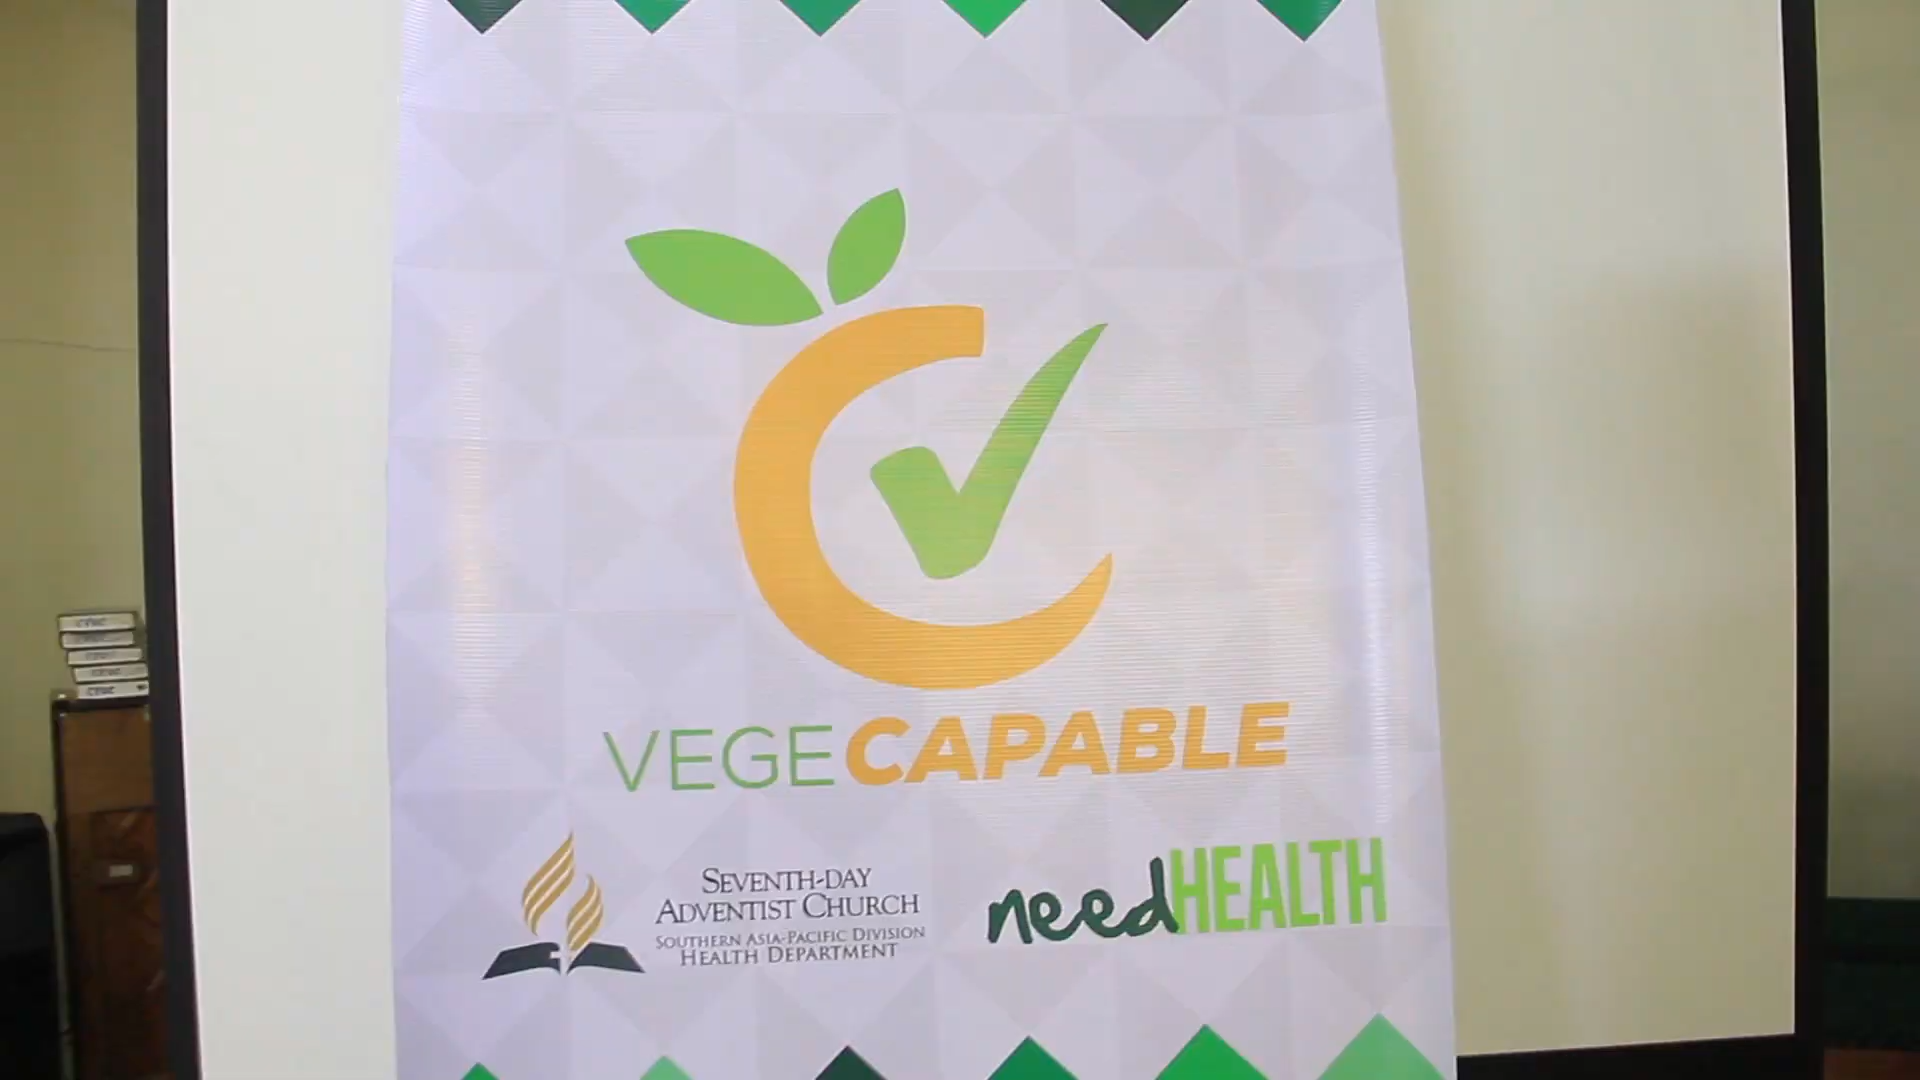 VEGECAPABLE
SEVENTH-DAY
ADVENTIST CHURCH
SOUTHERN ASIA-PACIFIC DIVISION
HEALTH DEPARTMENT
needHEALTH